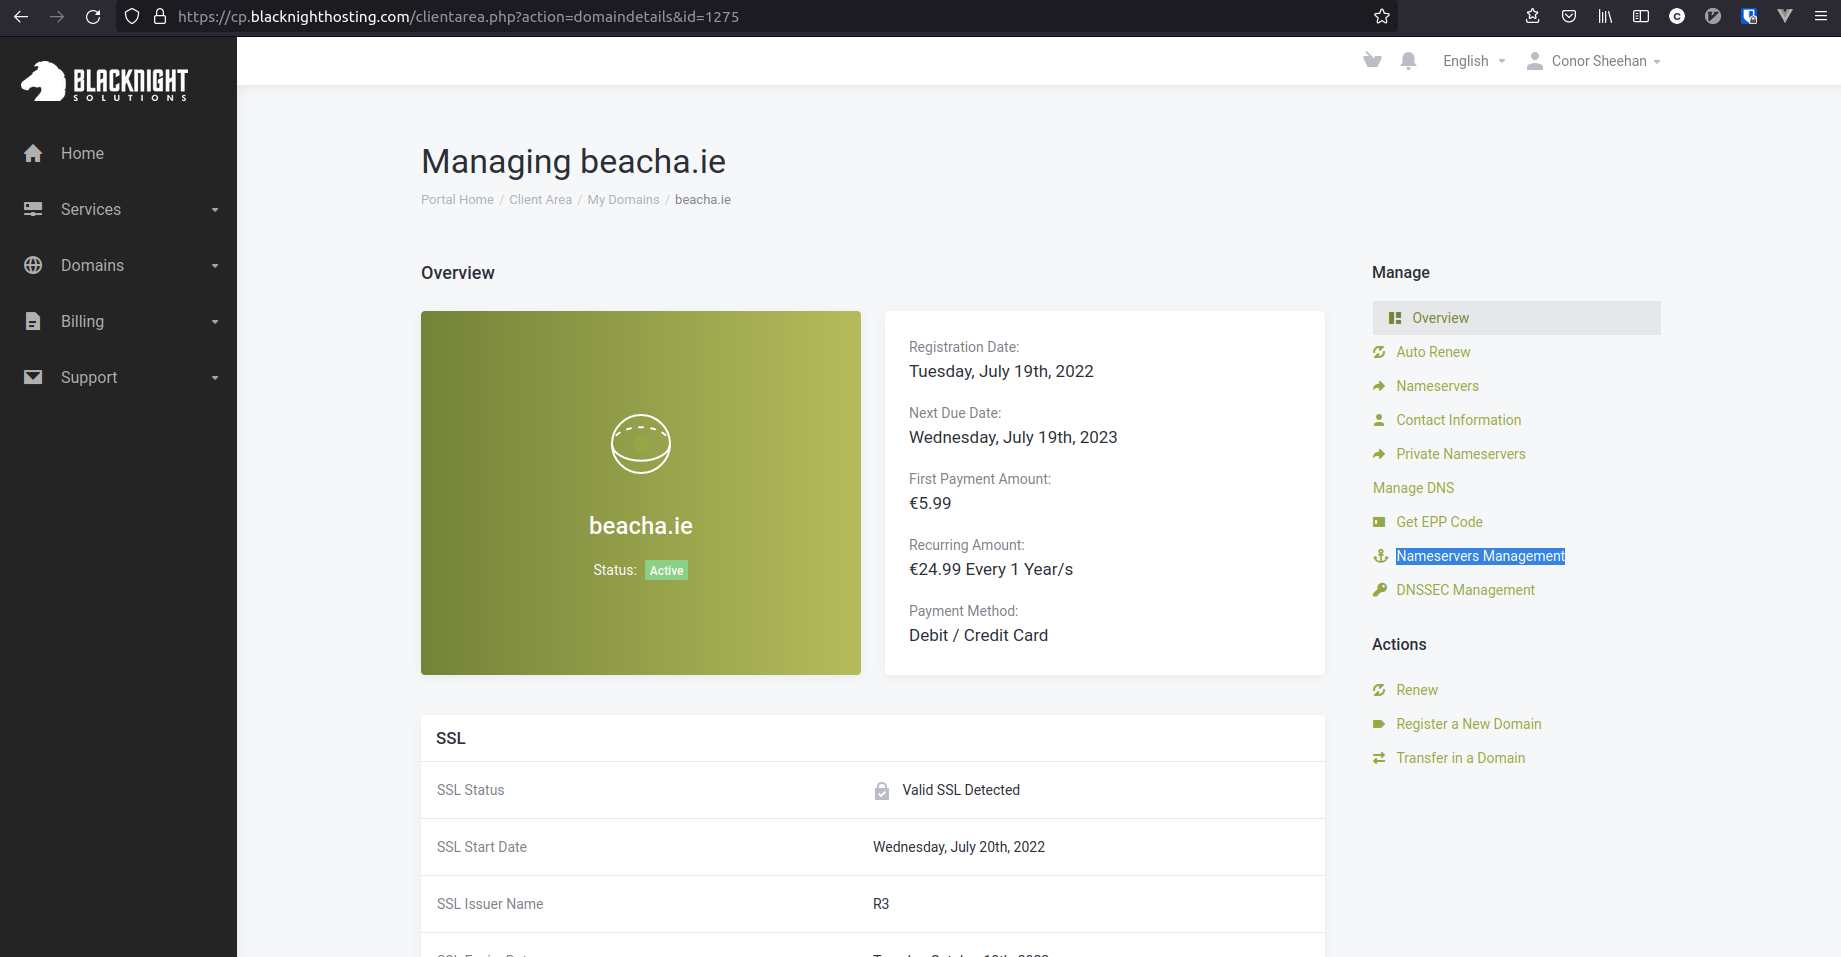 https://cp.blacknighthosting.com/clientarea.php?action=domaindetails&id=1275
BLACKNIGHT
SOLUTIONS
English
Conor Sheehan
Home
Services
Domains
Billing
Support
Managing beacha.ie
Portal Home / Client Area / My Domains / beacha.ie
Overview
beacha.ie
Status: Active
Registration Date:
Tuesday, July 19th, 2022
Next Due Date:
Wednesday, July 19th, 2023
First Payment Amount:
€5.99
Recurring Amount:
€24.99 Every 1 Year/s
Payment Method:
Debit / Credit Card
SSL
SSL Status
Valid SSL Detected
SSL Start Date
Wednesday, July 20th, 2022
SSL Issuer Name
R3
Manage
Overview
Auto Renew
Nameservers
Contact Information
Private Nameservers
Manage DNS
Get EPP Code
Nameservers Management
DNSSEC Management
Actions
Renew
Register a New Domain
Transfer in a Domain